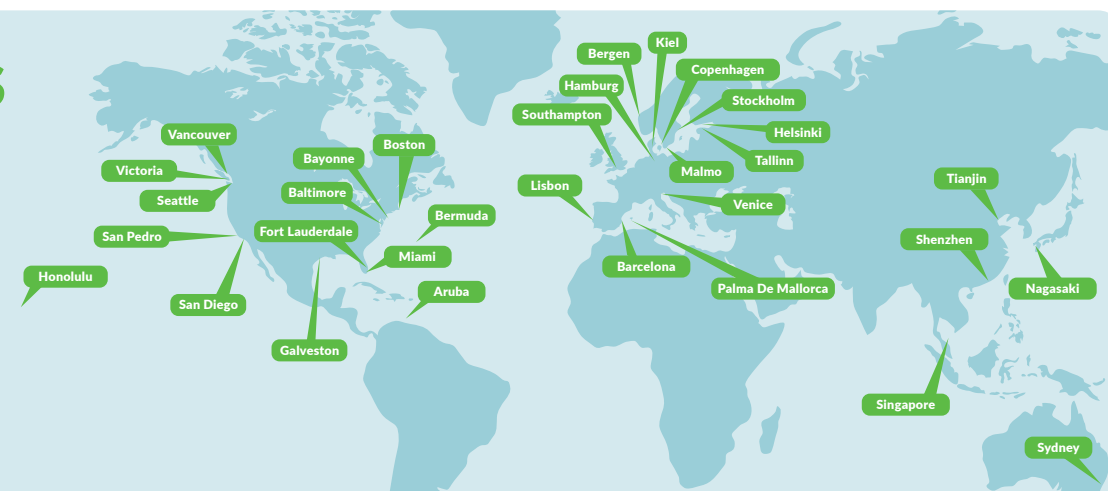 Kiel
Bergen
Copenhagen
Hamburg
Stockholm
Southampton
Helsinki
Vancouver
Boston
Bayonne
Tallinn
Victoria
Malmo
Tianjin
Lisbon
Baltimore
Seattle
Venice
Bermuda
Fort Lauderdale
San Pedro
Shenzhen
Miami
Barcelona
Honolulu
Palma De Mallorca
Nagasaki
Aruba
San Diego
Galveston
Singapore
Sydney